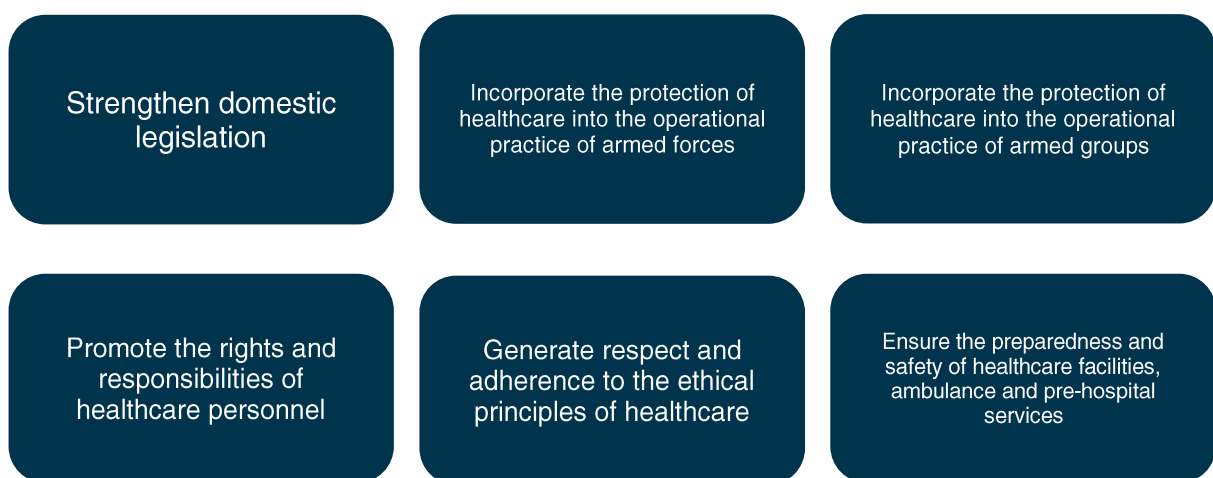 Strengthen domestic
legislation
Incorporate the protection of
healthcare into the operational
practice of armed forces
Incorporate the protection of
healthcare into the operational
practice of armed groups
Promote the rights and
responsibilities of
healthcare personnel
Generate respect and
adherence to the ethical
principles of healthcare
Ensure the preparedness and
safety of healthcare facilities,
ambulance and pre-hospital
services